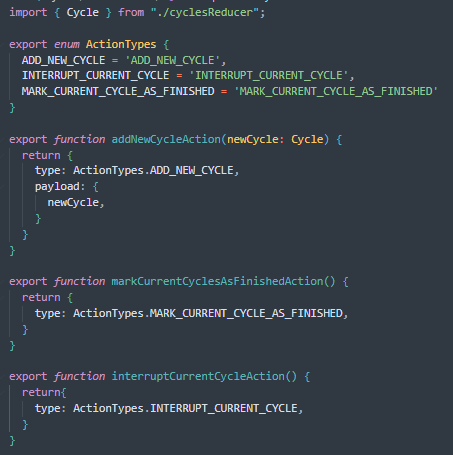 import { Cycle } from "./cyclesReducer";
export enum ActionTypes {
ADD_NEW_CYCLE = 'ADD_NEW_CYCLE',
INTERRUPT_CURRENT_CYCLE = 'INTERRUPT_CURRENT_CYCLE',
MARK_CURRENT_CYCLE_AS_FINISHED = 'MARK_CURRENT_CYCLE_AS_FINISHED'
}
export function addNewCycleAction(newCycle: Cycle) {
return {
type: ActionTypes.ADD_NEW_CYCLE,
payload: {
newCycle,
}
}
}
export function markCurrentCyclesAsFinishedAction() {
return {
type: ActionTypes.MARK_CURRENT_CYCLE_AS_FINISHED,
}
}
export function interruptCurrentCycleAction() {
return{
type: ActionTypes.INTERRUPT_CURRENT_CYCLE,
}
}